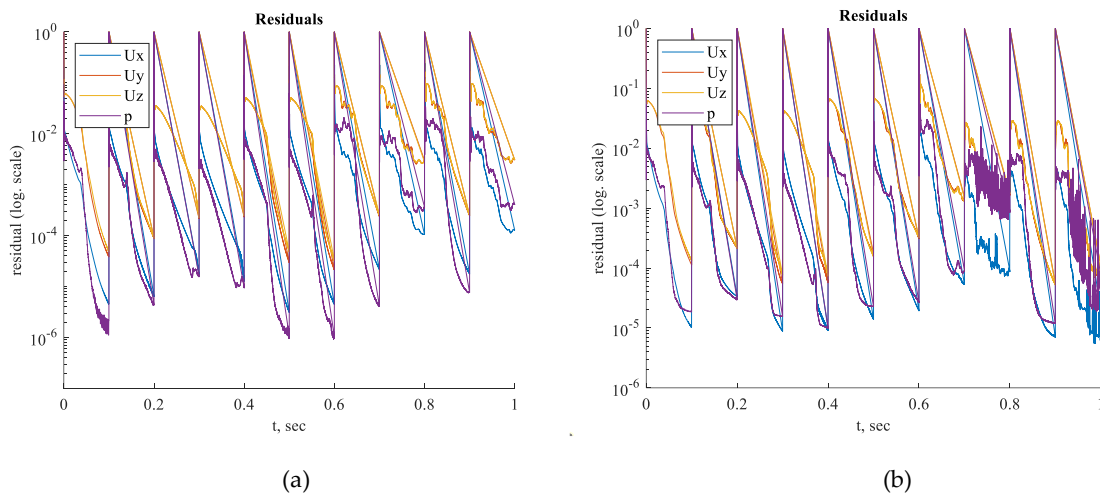 Residuals
10^0
10^-2
10^-4
10^-6
residual (log. scale)
Ux
Uy
Uz
p
0
0.2
0.4
0.6
0.8
1
t, sec
(a)
Residuals
10^0
10^-1
10^-2
10^-3
10^-4
10^-5
10^-6
residual (log. scale)
Ux
Uy
Uz
p
0
0.2
0.4
0.6
0.8
1
t, sec
(b)